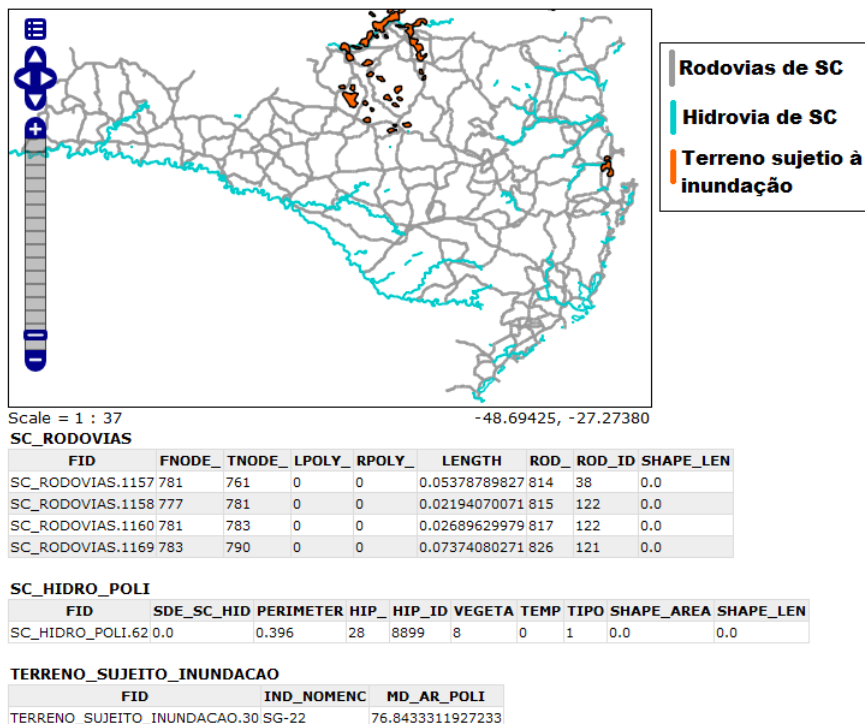 Rodovias de SC
Hidrovia de SC
Terreno sujetio à
inundação
Scale = 1 : 37 -48.69425, -27.27380
SC_RODOVIAS
FID FNODE_ TNODE_ LPOLY_ RPOLY_ LENGTH ROD_ ROD_ID SHAPE_LEN
SC_RODOVIAS.1157 781 761 0 0 0.05378789827 814 38 0.0
SC_RODOVIAS.1158 777 781 0 0 0.02194070071 815 122 0.0
SC_RODOVIAS.1160 781 783 0 0 0.02689629979 817 122 0.0
SC_RODOVIAS.1169 783 790 0 0 0.07374080271 826 121 0.0
SC_HIDRO_POLI
FID SDE_SC_HID PERIMETER HIP_ HIP_ID VEGETA TEMP TIPO SHAPE_AREA SHAPE_LEN
SC_HIDRO_POLI.62 0.0 0.396 28 8899 8 0 1 0.0 0.0
TERRENO_SUJEITO_INUNDACAO
FID IND_NOMENC MD_AR_POLI
TERRENO_SUJEITO_INUNDACAO.30 SG-22 76.8433311927233